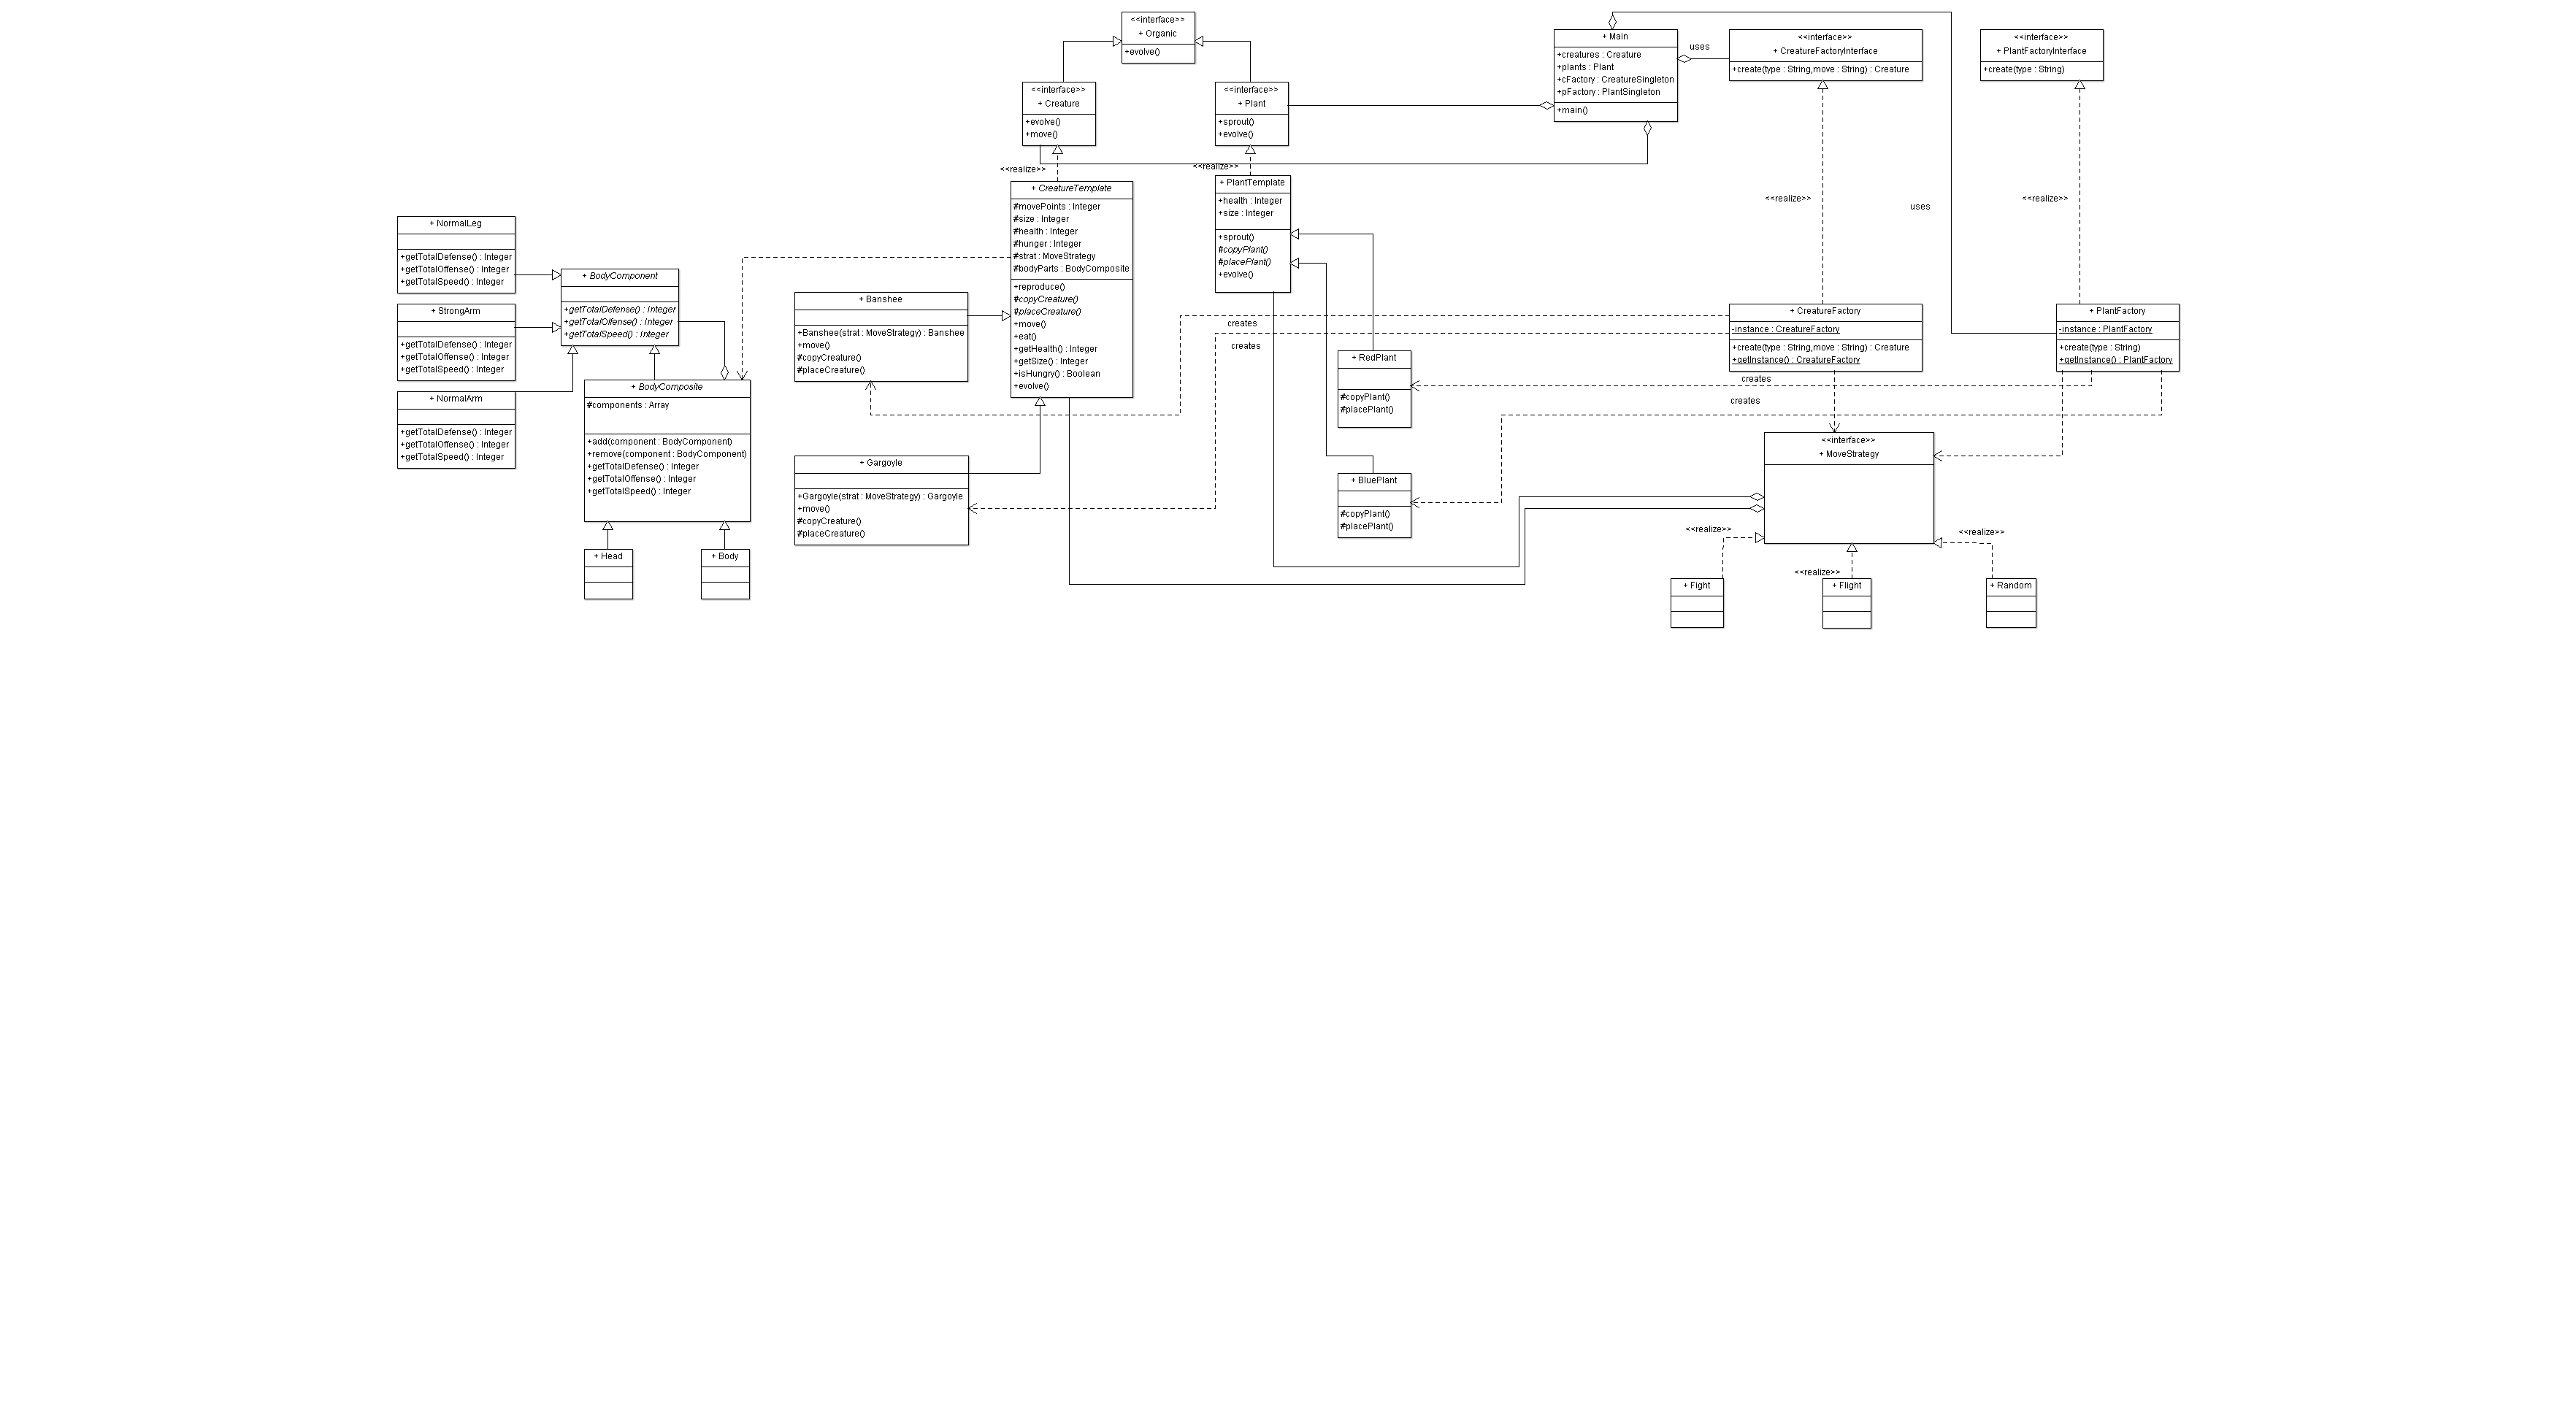 <<interface>>
+ Organic
+evolve()
+ Main
+creatures : Creature
+plants : Plant
+cFactory : CreatureSingleton
+pFactory : PlantSingleton
+main()
uses
<<interface>>
+ CreatureFactoryInterface
+create(type : String,move : String) : Creature
<<interface>>
+ PlantFactoryInterface
+create(type : String)
<<interface>>
+ Creature
+evolve()
+move()
<<interface>>
+ Plant
+sprout()
+evolve()
<<realize>>
<<realize>>
<<realize>>
uses
<<realize>>
+ CreatureTemplate
#movePoints : Integer
#size : Integer
#health : Integer
#hunger : Integer
#strat : MoveStrategy
#bodyParts : BodyComposite
+reproduce()
#copyCreature()
#placeCreature()
+move()
+eat()
+getHealth() : Integer
+getSize() : Integer
+isHungry() : Boolean
+evolve()
+ PlantTemplate
+health : Integer
+size : Integer
+sprout()
#copyPlant()
#placePlant()
+evolve()
+ NormalLeg
+getTotalDefense() : Integer
+getTotalOffense() : Integer
+getTotalSpeed() : Integer
+ BodyComponent
+getTotalDefense() : Integer
+getTotalOffense() : Integer
+getTotalSpeed() : Integer
+ StrongArm
+getTotalDefense() : Integer
+getTotalOffense() : Integer
+getTotalSpeed() : Integer
+ NormalArm
+getTotalDefense() : Integer
+getTotalOffense() : Integer
+getTotalSpeed() : Integer
+ BodyComposite
#components : Array
+add(component : BodyComponent)
+remove(component : BodyComponent)
+getTotalDefense() : Integer
+getTotalOffense() : Integer
+getTotalSpeed() : Integer
+ Head
+ Body
+ Banshee
+Banshee(strat : MoveStrategy) : Banshee
+move()
#copyCreature()
#placeCreature()
+ Gargoyle
+Gargoyle(strat : MoveStrategy) : Gargoyle
+move()
#copyCreature()
#placeCreature()
creates
creates
+ RedPlant
#copyPlant()
#placePlant()
+ BluePlant
#copyPlant()
#placePlant()
+ CreatureFactory
-instance : CreatureFactory
+create(type : String,move : String) : Creature
+getInstance() : CreatureFactory
+ PlantFactory
-instance : PlantFactory
+create(type : String)
+getInstance() : PlantFactory
creates
creates
<<interface>>
+ MoveStrategy
<<realize>>
<<realize>>
<<realize>>
+ Fight
+ Flight
+ Random